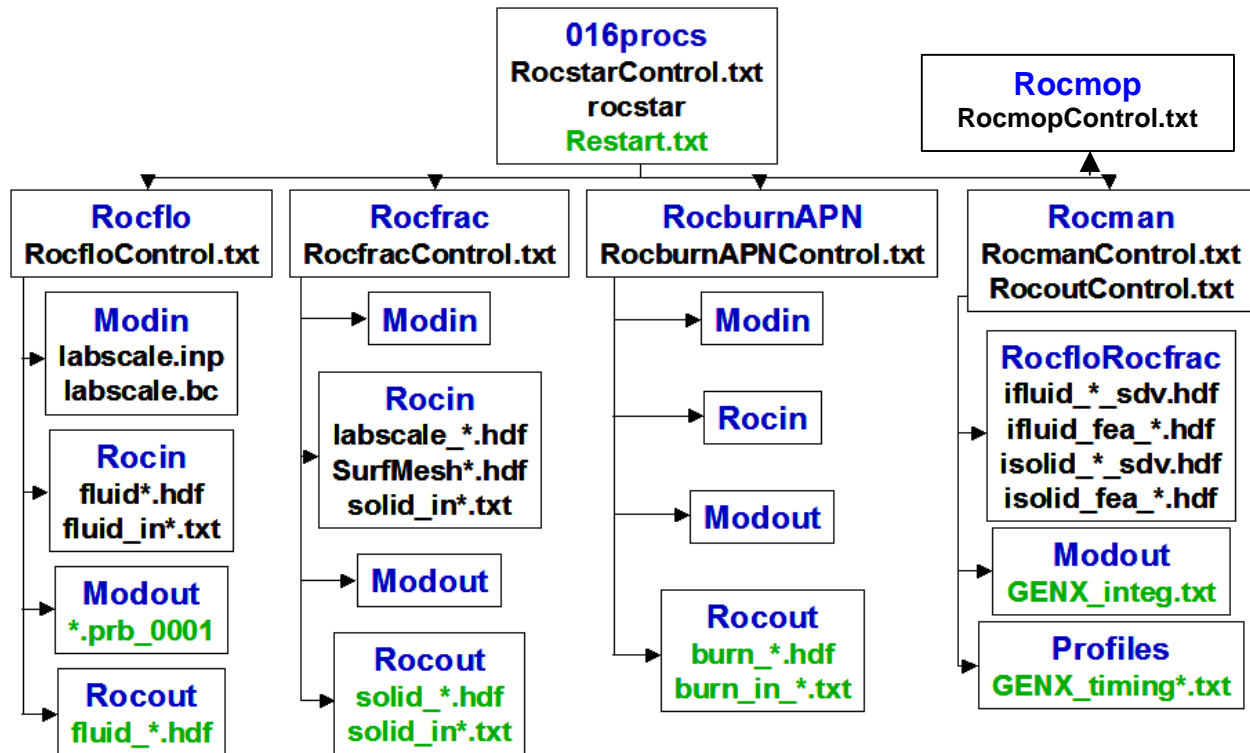 016procs
RocstarControl.txt
rocstar
Restart.txt
Rocmop
RocmopControl.txt
Rocflo
RocfloControl.txt
Modin
labscale.inp
labscale.bc
Rocin
fluid*.hdf
fluid_in*.txt
Modout
*.prb_0001
Rocout
fluid_*.hdf
Rocfrac
RocfracControl.txt
Modin
Rocin
labscale_*.hdf
SurfMesh*.hdf
solid_in*.txt
Modout
Rocout
solid_*.hdf
solid_in*.txt
RocburnAPN
RocburnAPNControl.txt
Modin
Rocin
Modout
Rocout
burn_*.hdf
burn_in_*.txt
Rocman
RocmanControl.txt
RocoutControl.txt
RocfloRocfrac
ifluid_*_sdv.hdf
ifluid_fea_*.hdf
isolid_*_sdv.hdf
isolid_fea_*.hdf
Modout
GENX_integ.txt
Profiles
GENX_timing*.txt